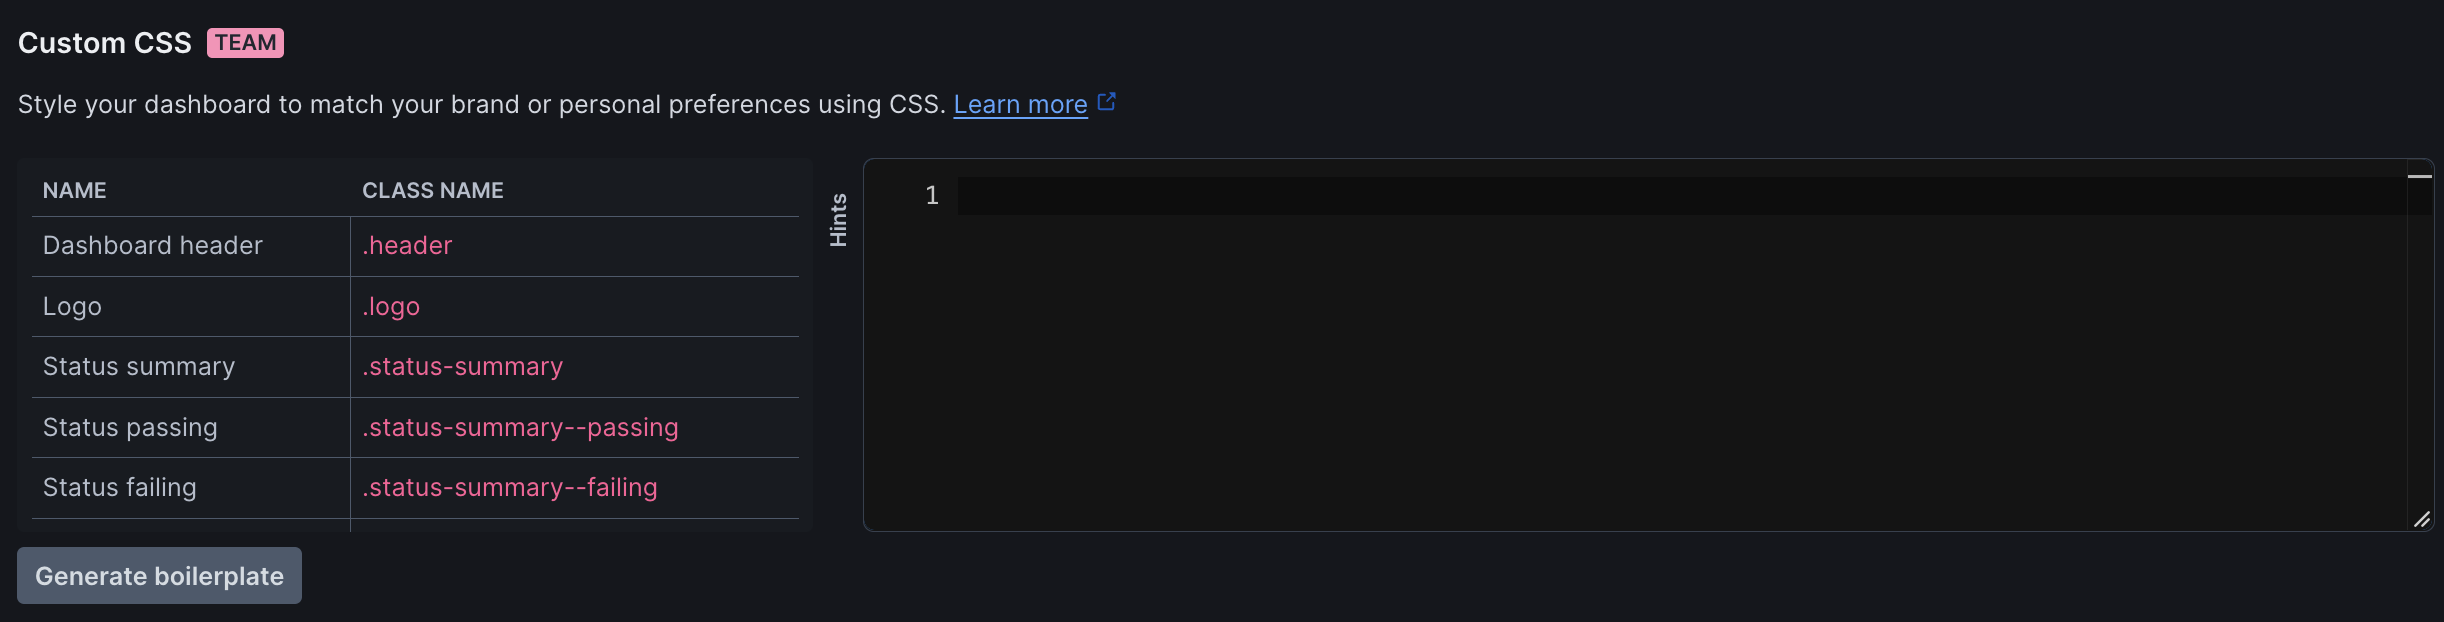 Custom CSS TEAM
Style your dashboard to match your brand or personal preferences using CSS. Learn more
NAME CLASS NAME
Dashboard header .header
Logo .logo
Status summary .status-summary
Status passing .status-summary--passing
Status failing .status-summary--failing
Hints
1
Generate boilerplate